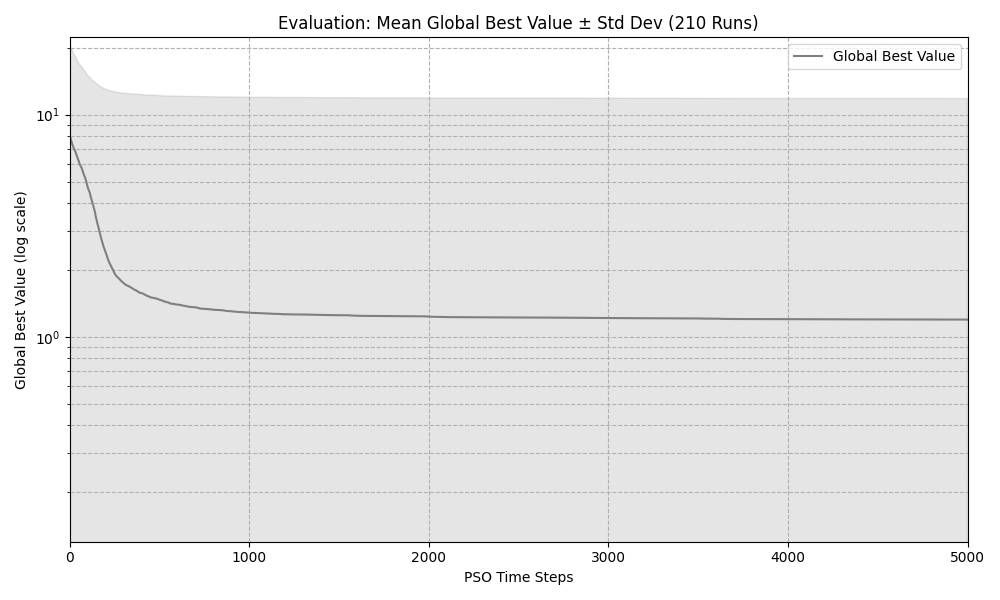 Evaluation: Mean Global Best Value ± Std Dev (210 Runs)
Global Best Value
10¹
10⁰
Global Best Value (log scale)
0 1000 2000 3000 4000 5000
PSO Time Steps